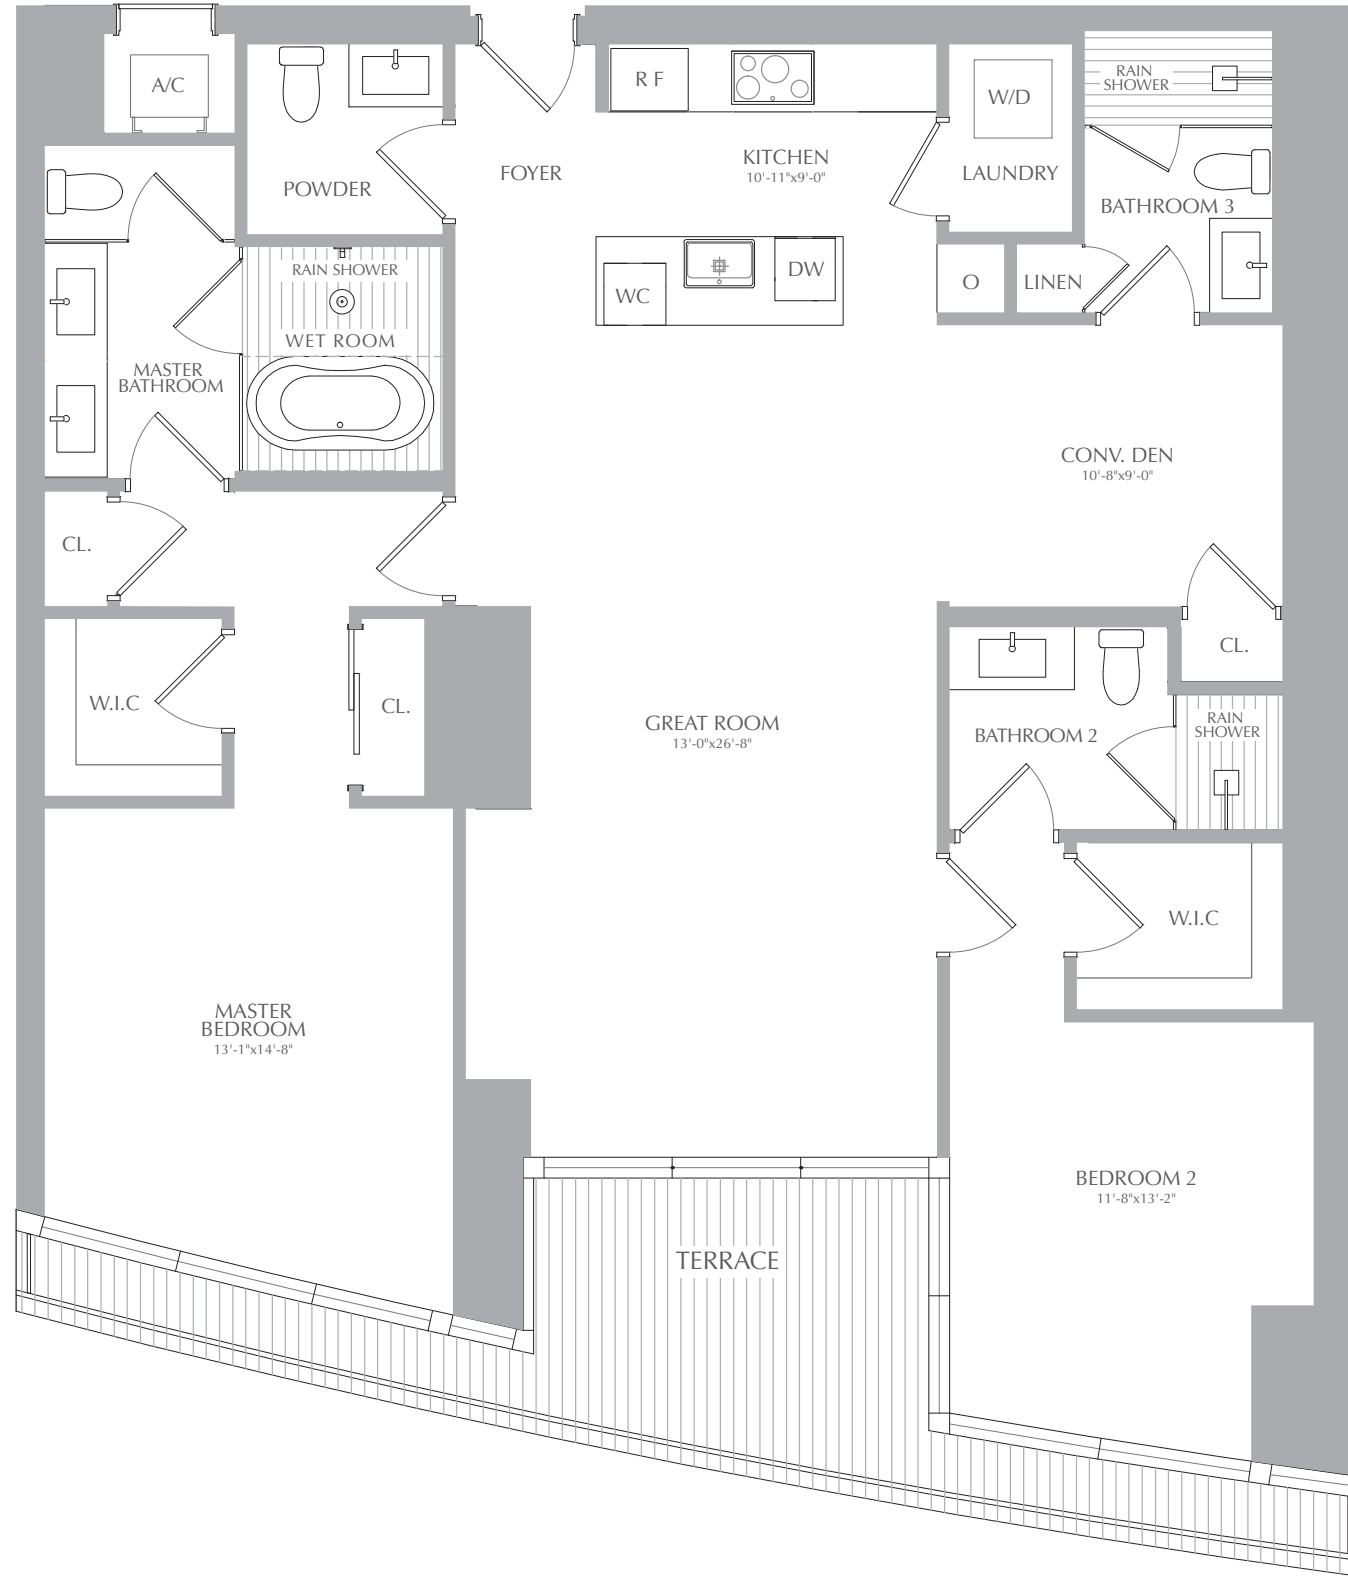 A/C
R F
W/D
RAIN
SHOWER
KITCHEN
10'-11"x9'-0"
FOYER
LAUNDRY
POWDER
BATHROOM 3
RAIN SHOWER
WC
DW
O
LINEN
WET ROOM
MASTER
BATHROOM
CONV. DEN
10'-8"x9'-0"
CL.
CL.
W.I.C
CL.
GREAT ROOM
13'-0"x26'-8"
BATHROOM 2
RAIN
SHOWER
W.I.C
MASTER
BEDROOM
13'-1"x14'-8"
BEDROOM 2
11'-8"x13'-2"
TERRACE